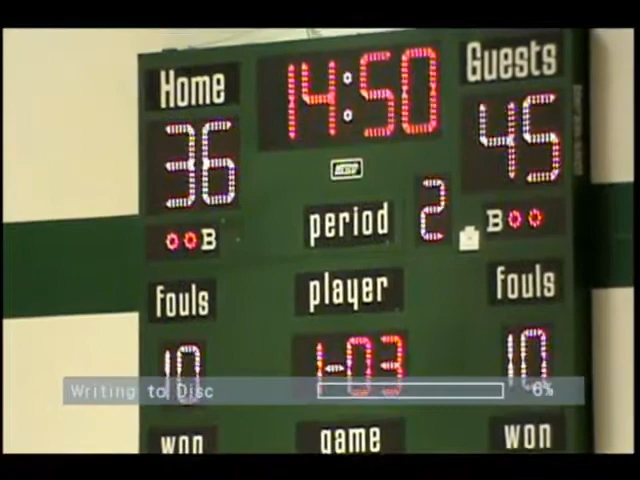 Home 14:50 Guests
36 45
period 2
B B
fouls player fouls
10 1-03 10
Writing to Disc 6%
won game won